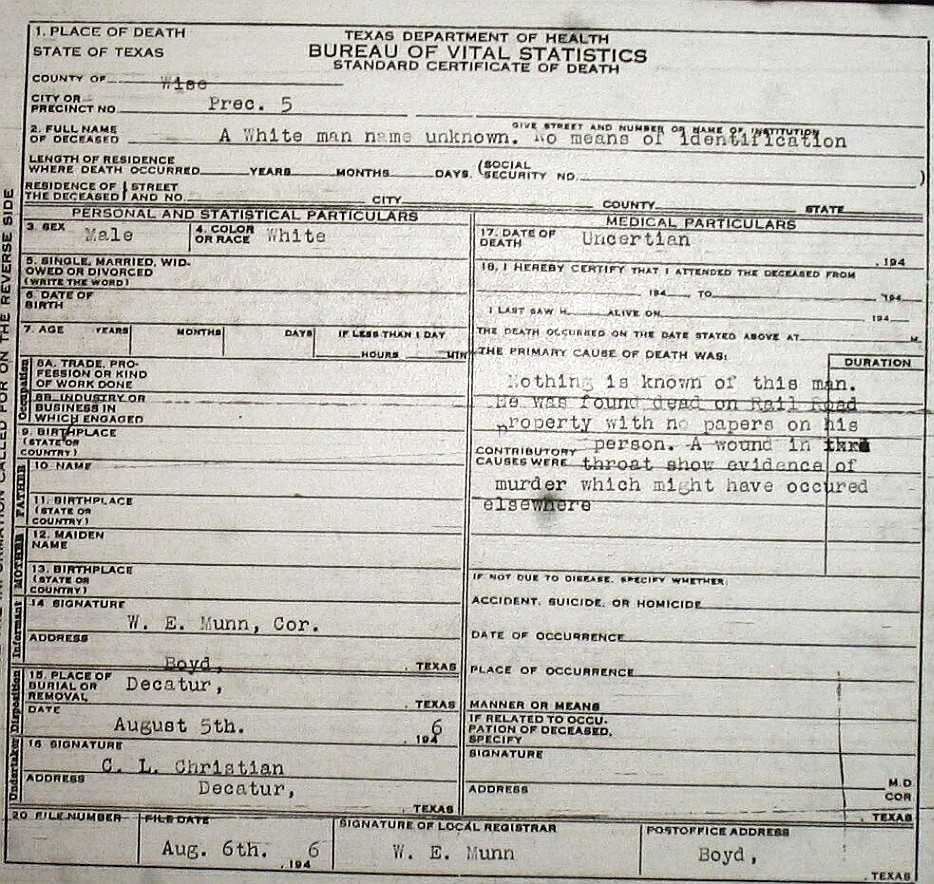 1. PLACE OF DEATH
STATE OF TEXAS
TEXAS DEPARTMENT OF HEALTH
BUREAU OF VITAL STATISTICS
STANDARD CERTIFICATE OF DEATH
COUNTY OF Wise
CITY OR
PRECINCT NO. Prec. 5
GIVE STREET AND NUMBER OR NAME OF INSTITUTION
2. FULL NAME
OF DECEASED A White man name unknown. No means of identification
LENGTH OF RESIDENCE
WHERE DEATH OCCURRED YEARS MONTHS DAYS. (SOCIAL
SECURITY NO. )
RESIDENCE OF STREET
THE DECEASED AND NO. CITY COUNTY STATE
PERSONAL AND STATISTICAL PARTICULARS
3. SEX Male 4. COLOR
OR RACE White
5. SINGLE, MARRIED, WID-
OWED OR DIVORCED
(WRITE THE WORD)
6. DATE OF
BIRTH
7. AGE YEARS MONTHS DAYS IF LESS THAN 1 DAY
HOURS MIN
Occupation
8A. TRADE, PRO-
FESSION OR KIND
OF WORK DONE
8B. INDUSTRY OR
BUSINESS IN
WHICH ENGAGED
9. BIRTHPLACE
(STATE OR
COUNTRY)
FATHER
10 NAME
11. BIRTHPLACE
(STATE OR
COUNTRY)
MOTHER
12. MAIDEN
NAME
13. BIRTHPLACE
(STATE OR
COUNTRY)
Informant
14 SIGNATURE
W. E. Munn, Cor.
ADDRESS
Boyd, , TEXAS
Disposition
15. PLACE OF
BURIAL OR
REMOVAL Decatur, , TEXAS
DATE
August 5th. , 194 6
Undertaker
16 SIGNATURE
C. L. Christian
ADDRESS
Decatur,
, TEXAS
MEDICAL PARTICULARS
17. DATE OF
DEATH Uncertian , 194
18. I HEREBY CERTIFY THAT I ATTENDED THE DECEASED FROM
194 TO 194
I LAST SAW H ALIVE ON 194
THE DEATH OCCURRED ON THE DATE STATED ABOVE AT M.
THE PRIMARY CAUSE OF DEATH WAS:
DURATION
Nothing is known of this man.
He was found dead on Rail Road
property with no papers on his
person. A wound in
CONTRIBUTORY
CAUSES WERE throat show evidence of
murder which might have occured
elsewhere
IF NOT DUE TO DISEASE, SPECIFY WHETHER:
ACCIDENT, SUICIDE, OR HOMICIDE
DATE OF OCCURRENCE
PLACE OF OCCURRENCE
MANNER OR MEANS
IF RELATED TO OCCU-
PATION OF DECEASED,
SPECIFY
SIGNATURE
M.D
ADDRESS COR
, TEXAS
20 FILE NUMBER FILE DATE SIGNATURE OF LOCAL REGISTRAR POSTOFFICE ADDRESS
Aug. 6th. , 194 6 W. E. Munn Boyd, , TEXAS
INFORMATION CALLED FOR ON THE REVERSE SIDE